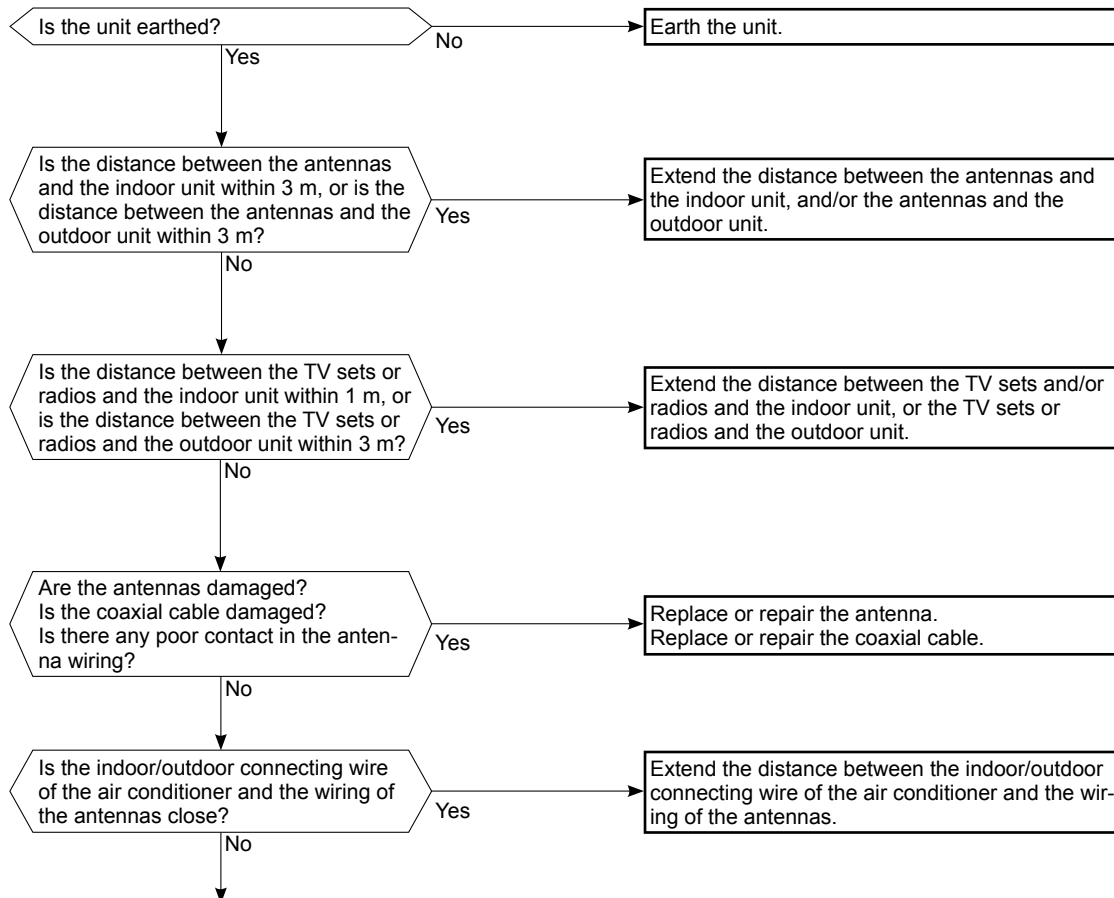 Is the unit earthed?
No
Earth the unit.
Yes
Is the distance between the antennas
and the indoor unit within 3 m, or is the
distance between the antennas and the
outdoor unit within 3 m?
Yes
Extend the distance between the antennas and
the indoor unit, and/or the antennas and the
outdoor unit.
No
Is the distance between the TV sets or
radios and the indoor unit within 1 m, or
is the distance between the TV sets or
radios and the outdoor unit within 3 m?
Yes
Extend the distance between the TV sets and/or
radios and the indoor unit, or the TV sets or
radios and the outdoor unit.
No
Are the antennas damaged?
Is the coaxial cable damaged?
Is there any poor contact in the anten-
na wiring?
Yes
Replace or repair the antenna.
Replace or repair the coaxial cable.
No
Is the indoor/outdoor connecting wire
of the air conditioner and the wiring of
the antennas close?
Yes
Extend the distance between the indoor/outdoor
connecting wire of the air conditioner and the wir-
ing of the antennas.
No